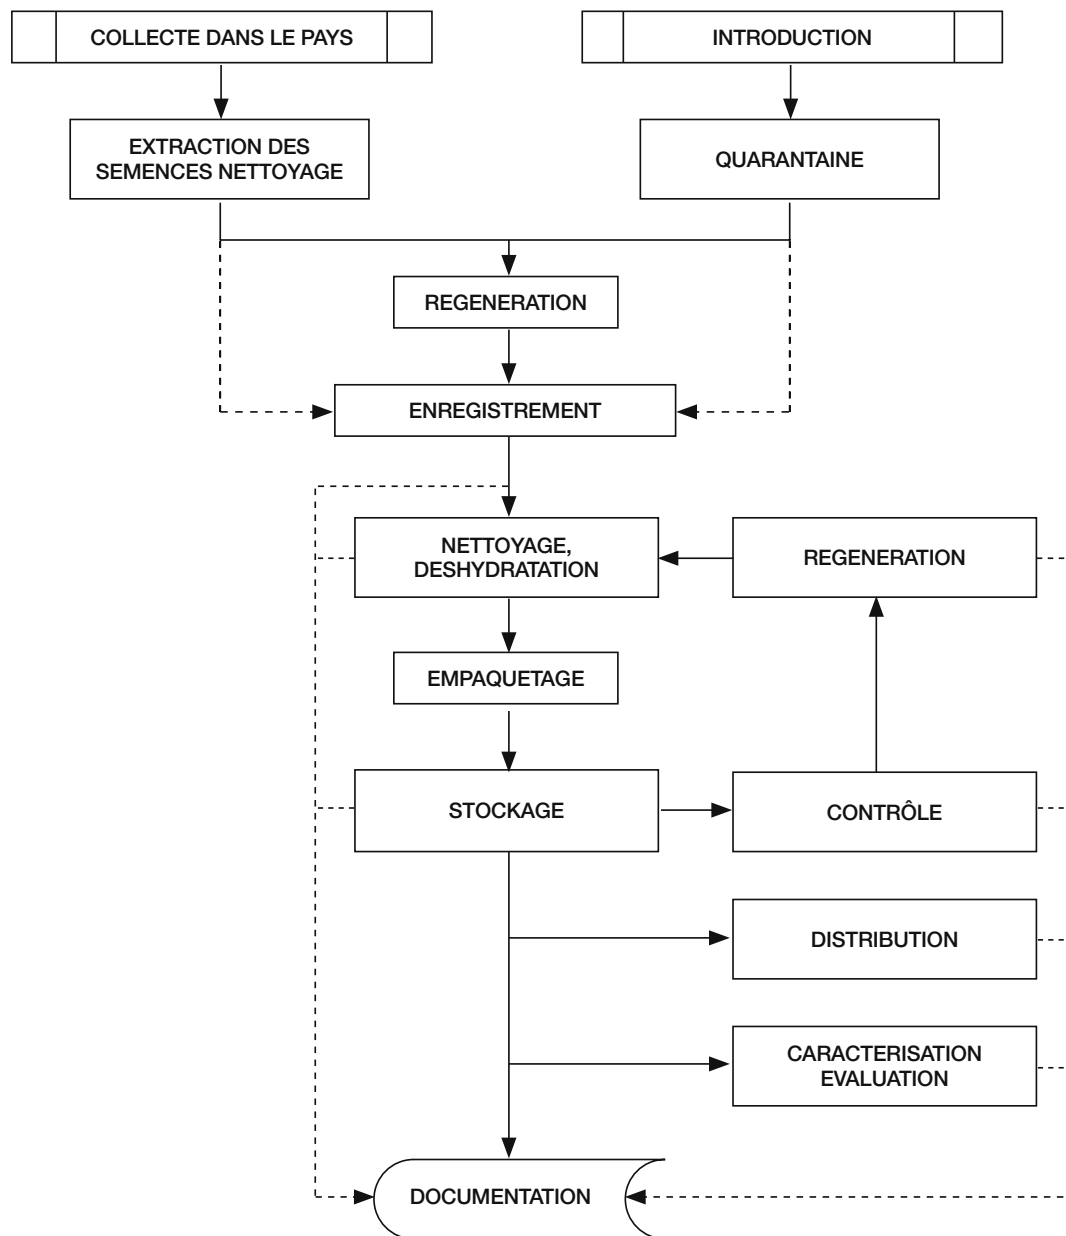 COLLECTE DANS LE PAYS
INTRODUCTION
EXTRACTION DES
SEMENCES NETTOYAGE
QUARANTAINE
REGENERATION
ENREGISTREMENT
NETTOYAGE,
DESHYDRATATION
REGENERATION
EMPAQUETAGE
STOCKAGE
CONTRÔLE
DISTRIBUTION
CARACTERISATION
EVALUATION
DOCUMENTATION